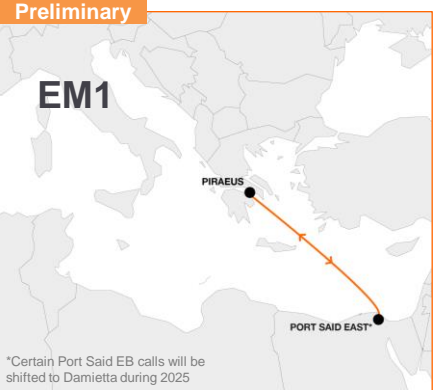 Preliminary
EM1
PIRAEUS
PORT SAID EAST*
*Certain Port Said EB calls will be
shifted to Damietta during 2025